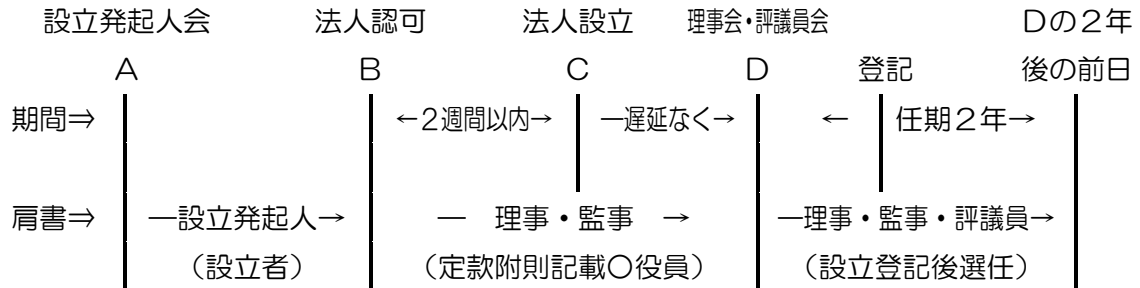 設立発起人会 法人認可 法人設立 理事会・評議員会 Dの2年
A B C D 登記 後の前日
期間⇒ ←2週間以内→ ―遅延なく→ ← 任期2年→
肩書⇒ ―設立発起人→ ― 理事・監事 → ―理事・監事・評議員→
（設立者） （定款附則記載〇役員） （設立登記後選任）